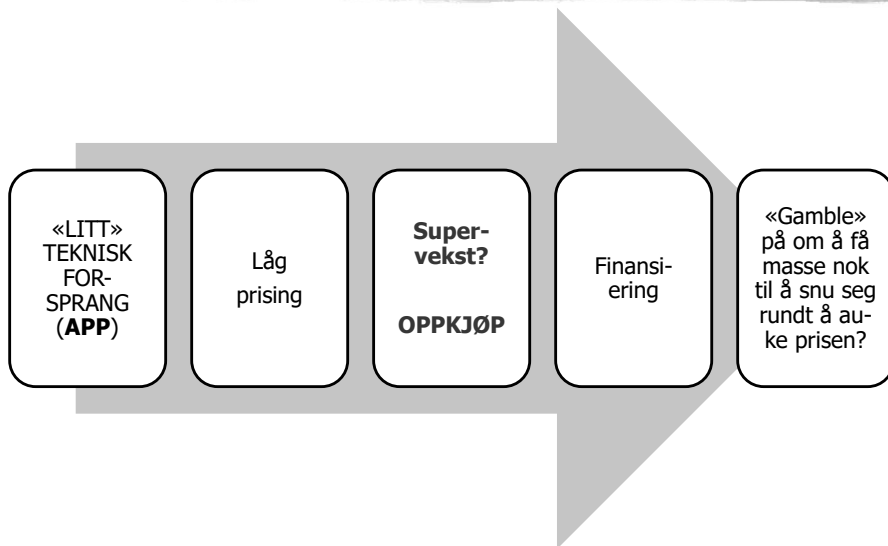 «LITT»
TEKNISK
FOR-
SPRANG
(APP)
Låg
prising
Super-
vekst?
OPPKJØP
Finansi-
ering
«Gamble»
på om å få
masse nok
til å snu seg
rundt å au-
ke prisen?